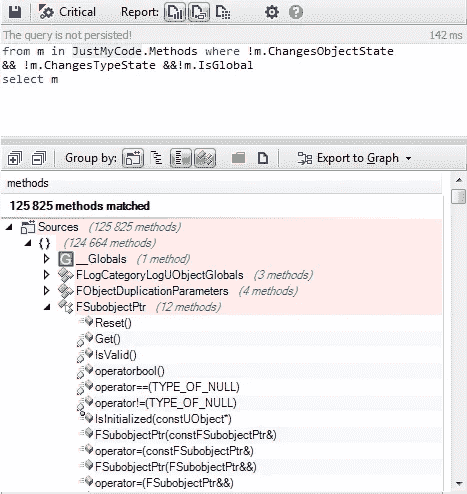 Critical Report:
The query is not persisted! 142 ms
from m in JustMyCode.Methods where !m.ChangesObjectState
&& !m.ChangesTypeState &&!m.IsGlobal
select m
Group by: Export to Graph
methods
125 825 methods matched
Sources (125 825 methods)
{} (124 664 methods)
G __Globals (1 method)
FLogCategoryLogUObjectGlobals (3 methods)
FObjectDuplicationParameters (4 methods)
FSubobjectPtr (12 methods)
Reset()
Get()
IsValid()
operatorbool()
operator==(TYPE_OF_NULL)
operator!=(TYPE_OF_NULL)
IsInitialized(constUObject*)
FSubobjectPtr(constFSubobjectPtr&)
operator=(constFSubobjectPtr&)
FSubobjectPtr(FSubobjectPtr&&)
operator=(FSubobjectPtr&&)